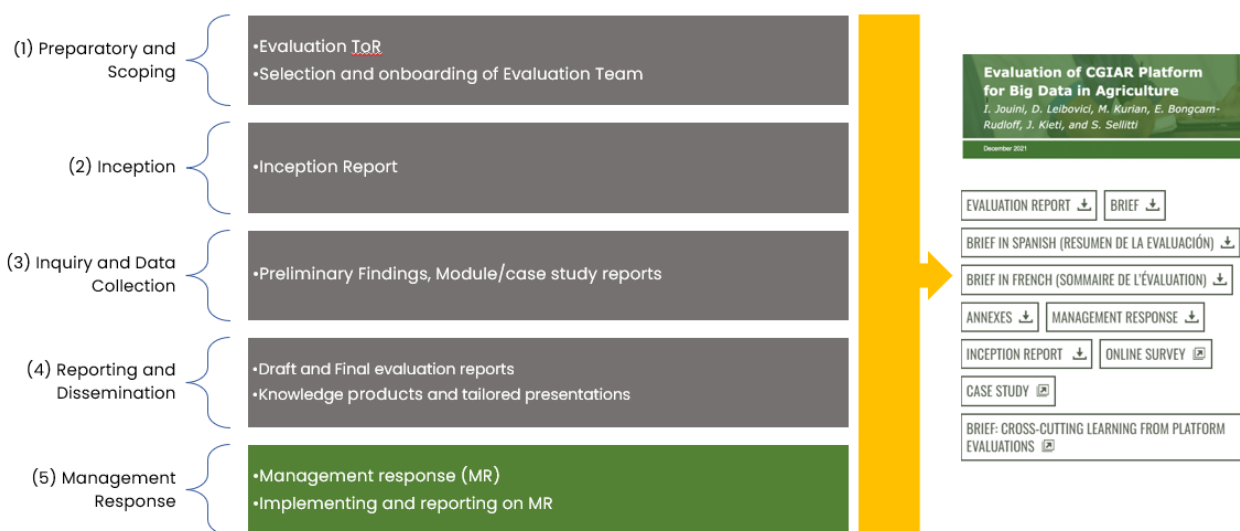 (1) Preparatory and
Scoping
•Evaluation ToR
•Selection and onboarding of Evaluation Team
(2) Inception
•Inception Report
(3) Inquiry and Data
Collection
•Preliminary Findings, Module/case study reports
(4) Reporting and
Dissemination
•Draft and Final evaluation reports
•Knowledge products and tailored presentations
(5) Management
Response
•Management response (MR)
•Implementing and reporting on MR
Evaluation of CGIAR Platform
for Big Data in Agriculture
I. Jouini, D. Leibovici, M. Kurian, E. Bongcam-
Rudloff, J. Kieti, and S. Sellitti
December 2021
EVALUATION REPORT
BRIEF
BRIEF IN SPANISH (RESUMEN DE LA EVALUACIÓN)
BRIEF IN FRENCH (SOMMAIRE DE L'ÉVALUATION)
ANNEXES
MANAGEMENT RESPONSE
INCEPTION REPORT
ONLINE SURVEY
CASE STUDY
BRIEF: CROSS-CUTTING LEARNING FROM PLATFORM
EVALUATIONS